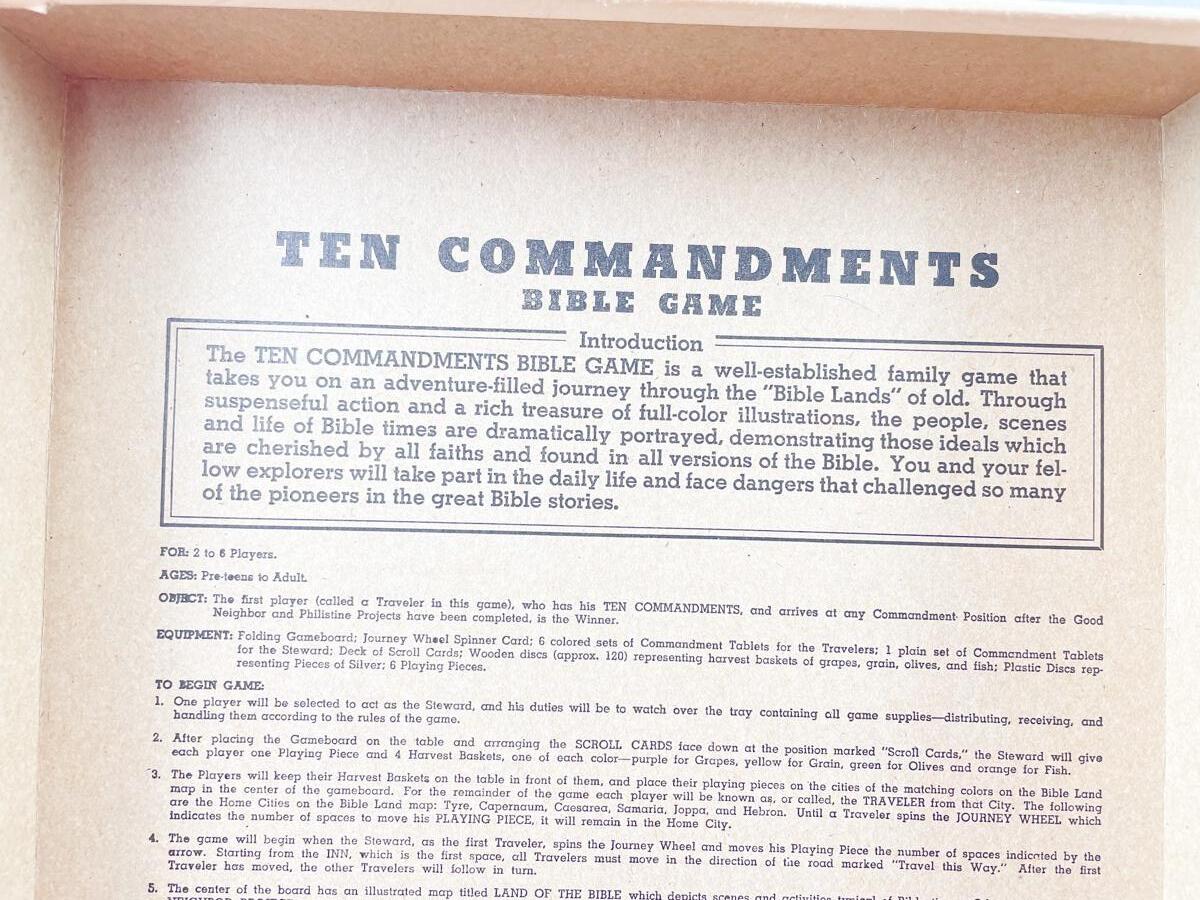 TEN COMMANDMENTS
BIBLE GAME
Introduction
The TEN COMMANDMENTS BIBLE GAME is a well-established family game that
takes you on an adventure-filled journey through the "Bible Lands" of old. Through
suspenseful action and a rich treasure of full-color illustrations, the people, scenes
and life of Bible times are dramatically portrayed, demonstrating those ideals which
are cherished by all faiths and found in all versions of the Bible. You and your fel-
low explorers will take part in the daily life and face dangers that challenged so many
of the pioneers in the great Bible stories.
FOR: 2 to 6 Players.
AGES: Pre-teens to Adult.
OBJECT: The first player (called a Traveler in this game), who has his TEN COMMANDMENTS, and arrives at any Commandment Position after the Good
Neighbor and Philistine Projects have been completed, is the Winner.
EQUIPMENT: Folding Gameboard; Journey Wheel Spinner Card; 6 colored sets of Commandment Tablets for the Travelers; 1 plain set of Commandment Tablets
for the Steward; Deck of Scroll Cards; Wooden discs (approx. 120) representing harvest baskets of grapes, grain, olives, and fish; Plastic Discs rep-
resenting Pieces of Silver; 6 Playing Pieces.
TO BEGIN GAME:
1. One player will be selected to act as the Steward, and his duties will be to watch over the tray containing all game supplies—distributing, receiving, and
handling them according to the rules of the game.
2. After placing the Gameboard on the table and arranging the SCROLL CARDS face down at the position marked "Scroll Cards," the Steward will give
each player one Playing Piece and 4 Harvest Baskets, one of each color—purple for Grapes, yellow for Grain, green for Olives and orange for Fish.
3. The Players will keep their Harvest Baskets on the table in front of them, and place their playing pieces on the cities of the matching colors on the Bible Land
map in the center of the gameboard. For the remainder of the game each player will be known as, or called, the TRAVELER from that City. The following
are the Home Cities on the Bible Land map: Tyre, Capernaum, Caesarea, Samaria, Joppa, and Hebron. Until a Traveler spins the JOURNEY WHEEL which
indicates the number of spaces to move his PLAYING PIECE, it will remain in the Home City.
4. The game will begin when the Steward, as the first Traveler, spins the Journey Wheel and moves his Playing Piece the number of spaces indicated by the
arrow. Starting from the INN, which is the first space, all Travelers must move in the direction of the road marked "Travel this Way." After the first
Traveler has moved, the other Travelers will follow in turn.
5. The center of the board has an illustrated map titled LAND OF THE BIBLE which depicts scenes and activities